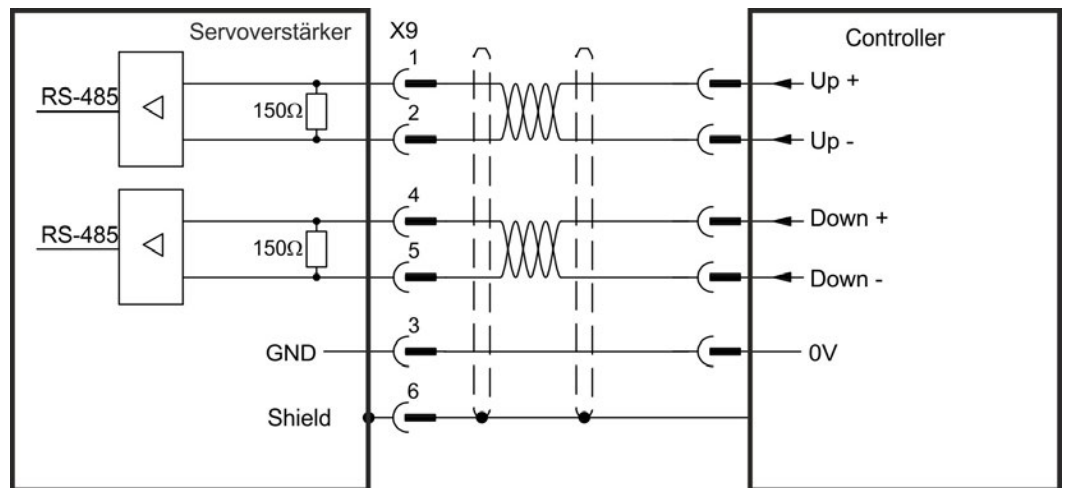 Servoverstärker
X9
Controller
1
RS-485
150Ω
Up +
2
Up -
4
RS-485
150Ω
Down +
5
Down -
3
GND
0V
6
Shield